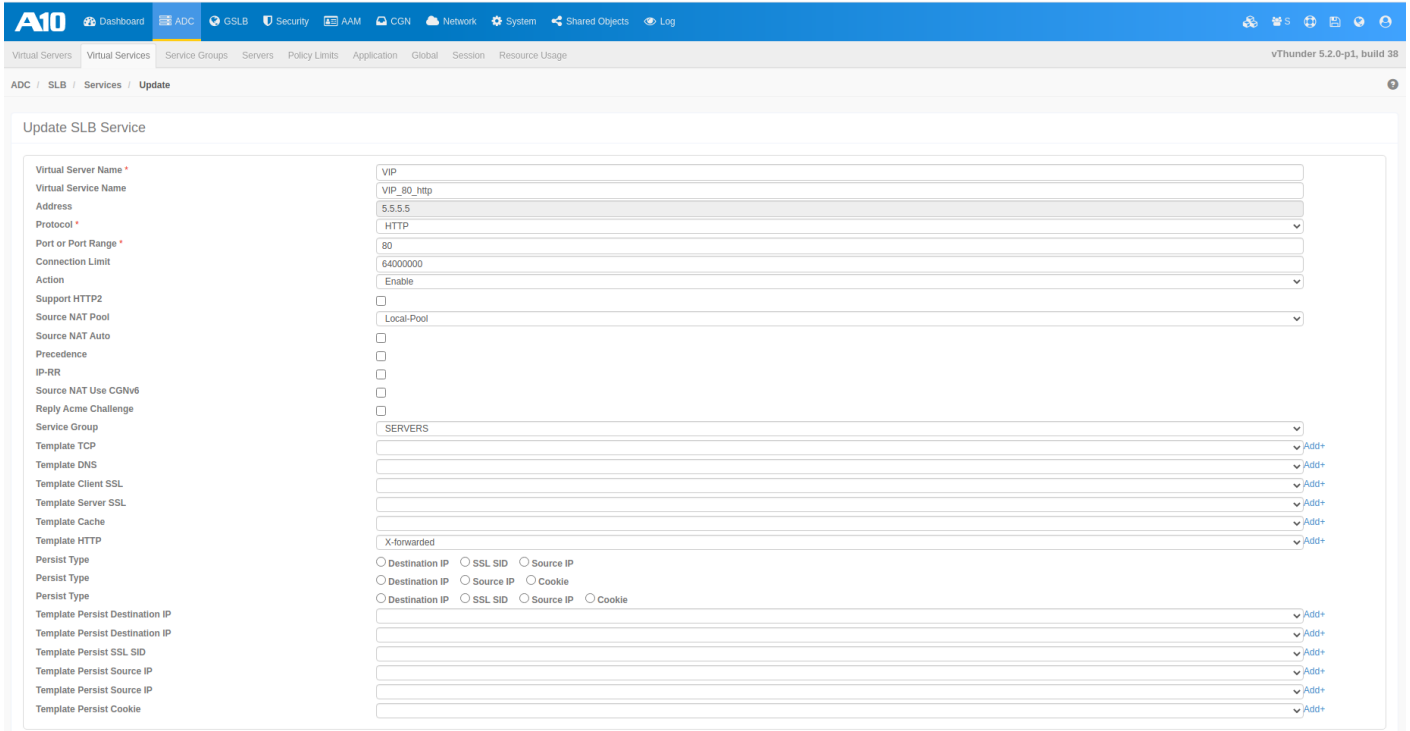 A10 Dashboard ADC GSLB Security AAM CGN Network System Shared Objects Log S
Virtual Servers Virtual Services Service Groups Servers Policy Limits Application Global Session Resource Usage vThunder 5.2.0-p1, build 38
ADC / SLB / Services / Update
Update SLB Service
Virtual Server Name * VIP
Virtual Service Name VIP_80_http
Address 5.5.5.5
Protocol * HTTP
Port or Port Range * 80
Connection Limit 64000000
Action Enable
Support HTTP2
Source NAT Pool Local-Pool
Source NAT Auto
Precedence
IP-RR
Source NAT Use CGNv6
Reply Acme Challenge
Service Group SERVERS
Template TCP Add+
Template DNS Add+
Template Client SSL Add+
Template Server SSL Add+
Template Cache Add+
Template HTTP X-forwarded Add+
Persist Type Destination IP SSL SID Source IP
Persist Type Destination IP Source IP Cookie
Persist Type Destination IP SSL SID Source IP Cookie
Template Persist Destination IP Add+
Template Persist Destination IP Add+
Template Persist SSL SID Add+
Template Persist Source IP Add+
Template Persist Source IP Add+
Template Persist Cookie Add+